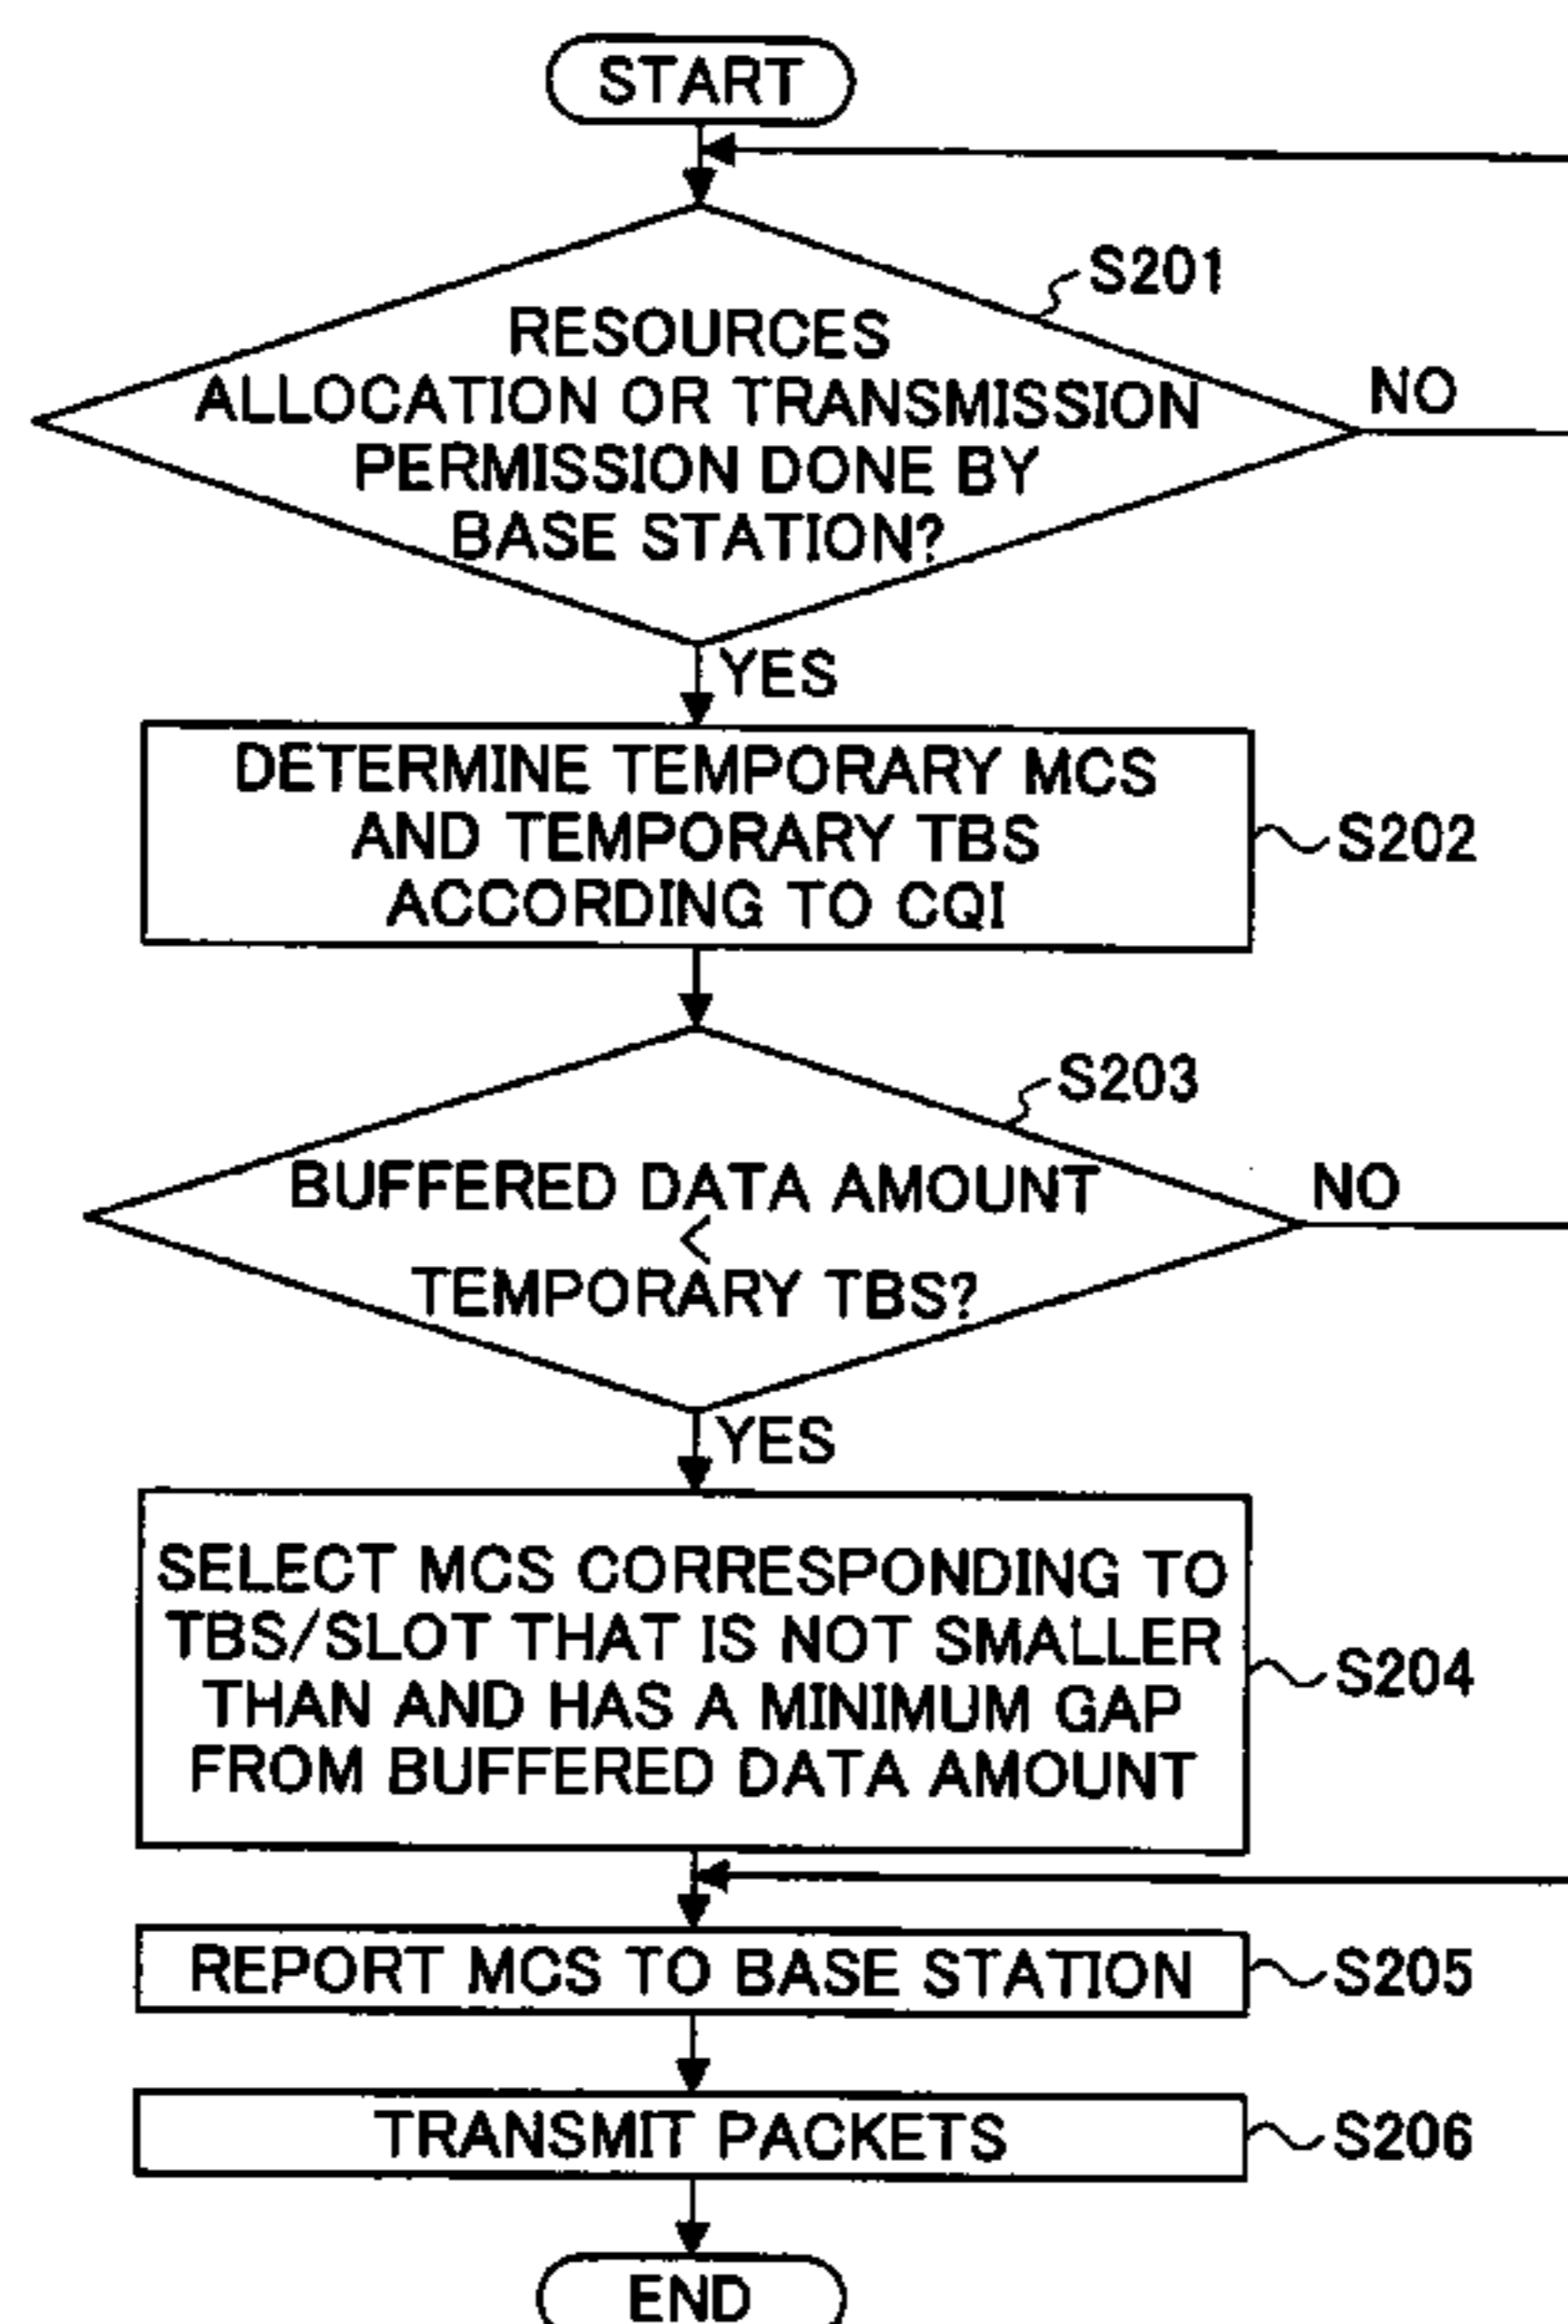 START
S201
RESOURCES
ALLOCATION OR TRANSMISSION
PERMISSION DONE BY
BASE STATION?
NO
YES
DETERMINE TEMPORARY MCS
AND TEMPORARY TBS
ACCORDING TO CQI
S202
S203
BUFFERED DATA AMOUNT
<
TEMPORARY TBS?
NO
YES
SELECT MCS CORRESPONDING TO
TBS/SLOT THAT IS NOT SMALLER
THAN AND HAS A MINIMUM GAP
FROM BUFFERED DATA AMOUNT
S204
REPORT MCS TO BASE STATION
S205
TRANSMIT PACKETS
S206
END